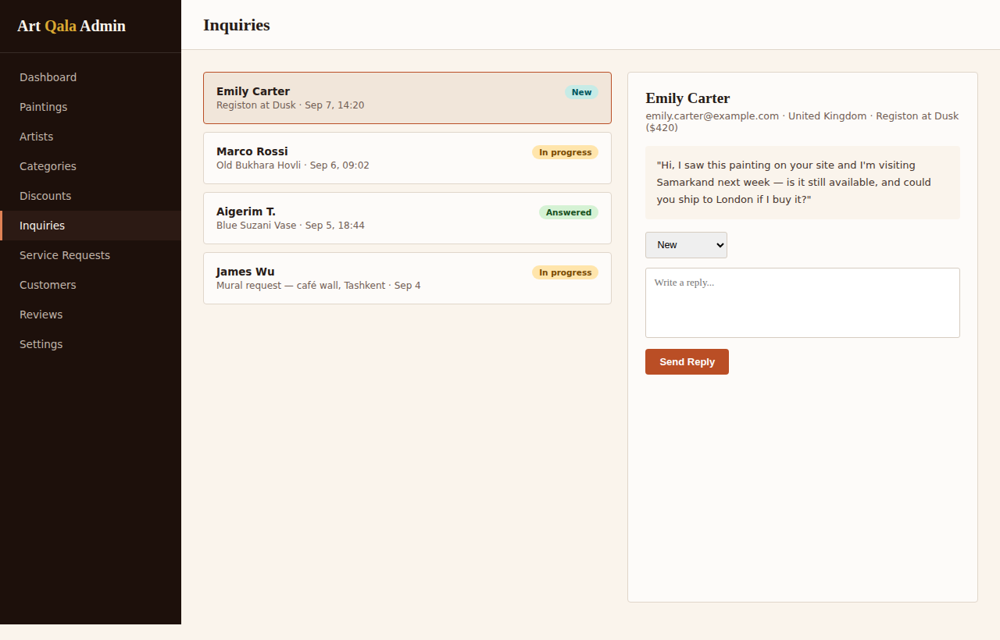 Art Qala Admin
Dashboard
Paintings
Artists
Categories
Discounts
Inquiries
Service Requests
Customers
Reviews
Settings
Inquiries
Emily Carter
New
Registon at Dusk · Sep 7, 14:20
Marco Rossi
In progress
Old Bukhara Hovli · Sep 6, 09:02
Aigerim T.
Answered
Blue Suzani Vase · Sep 5, 18:44
James Wu
In progress
Mural request — café wall, Tashkent · Sep 4
Emily Carter
emily.carter@example.com · United Kingdom · Registon at Dusk
($420)
"Hi, I saw this painting on your site and I'm visiting
Samarkand next week — is it still available, and could
you ship to London if I buy it?"
New
Write a reply...
Send Reply